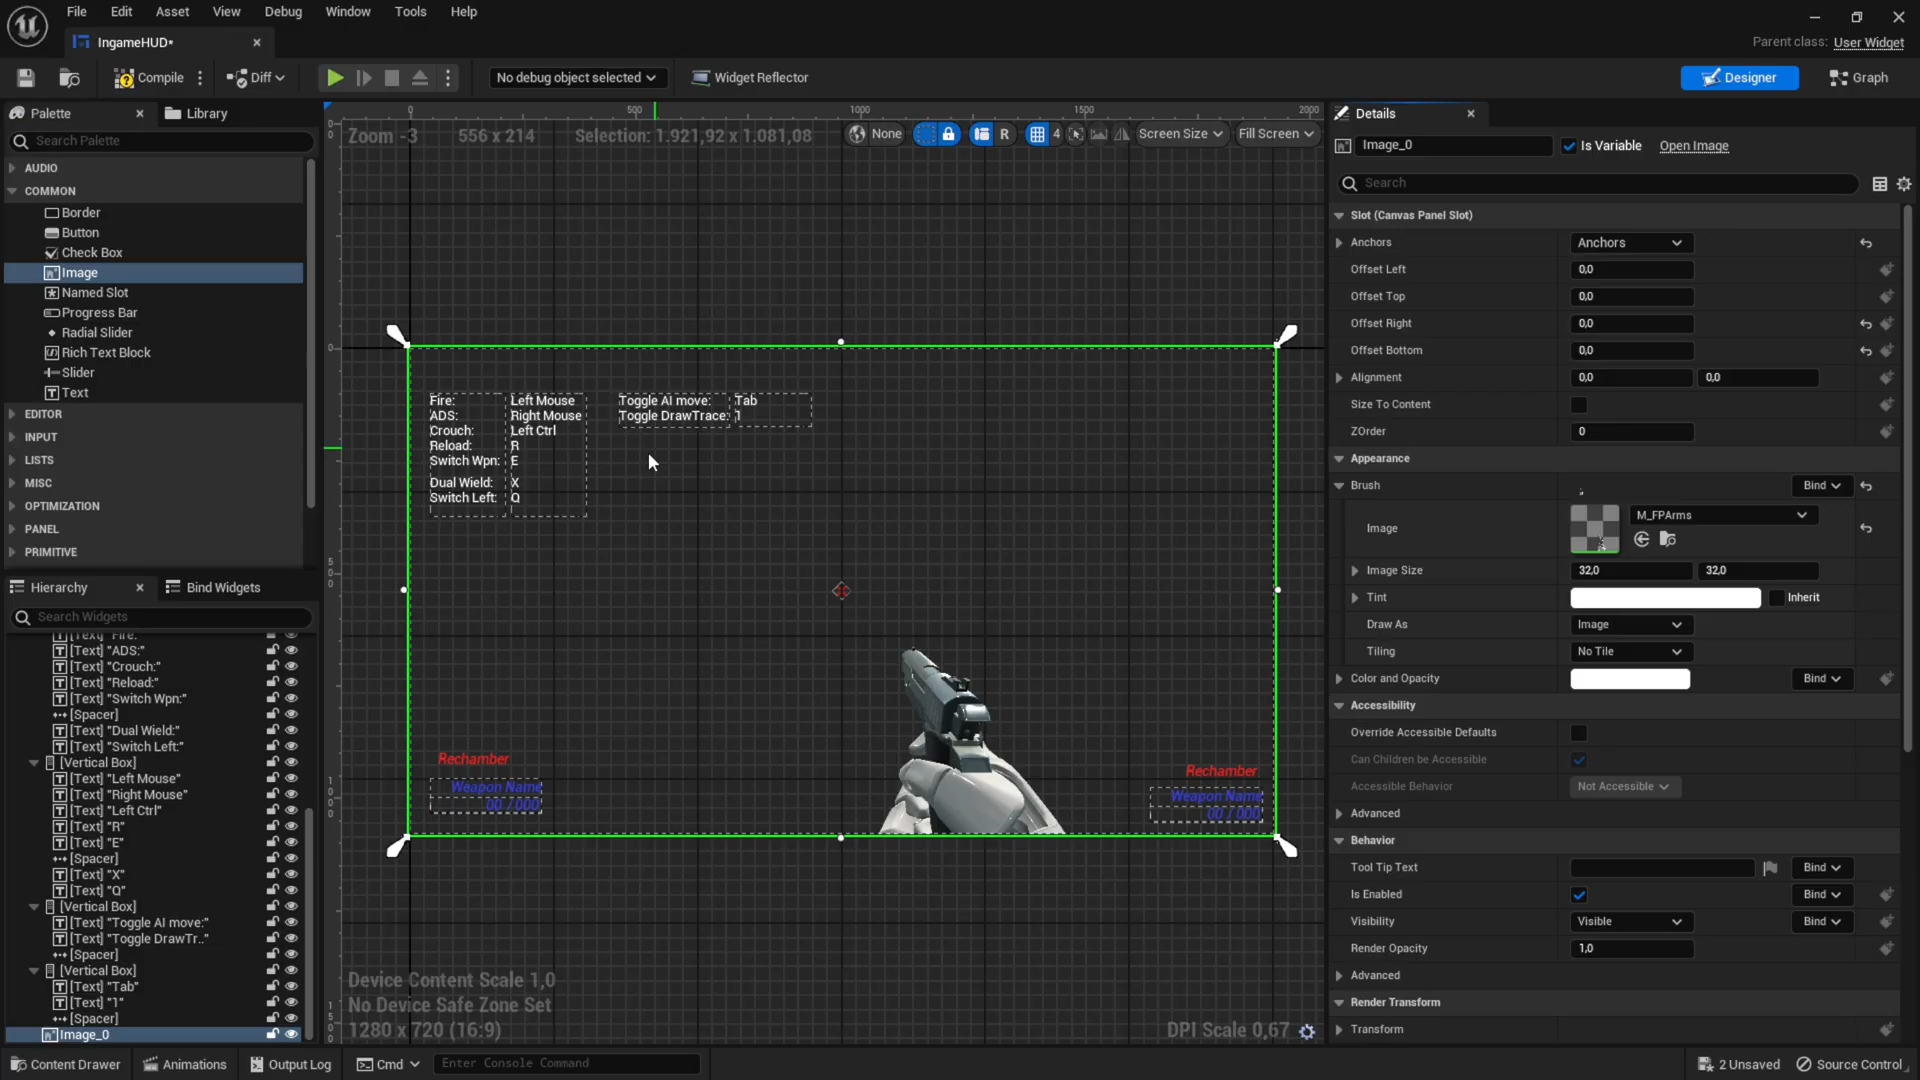 File Edit Asset View Debug Window Tools Help
IngameHUD*
Parent class: User Widget
Compile
Diff
No debug object selected
Widget Reflector
Designer
Graph
Palette
Library
Search Palette
AUDIO
COMMON
Border
Button
Check Box
Image
Named Slot
Progress Bar
Radial Slider
Rich Text Block
Slider
Text
EDITOR
INPUT
LISTS
MISC
OPTIMIZATION
PANEL
PRIMITIVE
Hierarchy
Bind Widgets
Search Widgets
[Text] "Fire:"
[Text] "ADS:"
[Text] "Crouch:"
[Text] "Reload:"
[Text] "Switch Wpn:"
[Spacer]
[Text] "Dual Wield:"
[Text] "Switch Left:"
[Vertical Box]
[Text] "Left Mouse"
[Text] "Right Mouse"
[Text] "Left Ctrl"
[Text] "R"
[Text] "E"
[Spacer]
[Text] "X"
[Text] "Q"
[Vertical Box]
[Text] "Toggle AI move:"
[Text] "Toggle DrawTr.."
[Spacer]
[Vertical Box]
[Text] "Tab"
[Text] "1"
[Spacer]
Image_0
0 500 1000 1500 2000
Zoom -3
556 x 214
Selection: 1.921,92 x 1.081,08
None
R
4
Screen Size
Fill Screen
Fire: Left Mouse
ADS: Right Mouse
Crouch: Left Ctrl
Reload: R
Switch Wpn: E
Dual Wield: X
Switch Left: Q
Toggle AI move: Tab
Toggle DrawTrace: 1
Rechamber
Weapon Name
00 / 000
Rechamber
Weapon Name
00 / 000
Device Content Scale 1,0
No Device Safe Zone Set
1280 x 720 (16:9)
DPI Scale 0,67
Details
Image_0
Is Variable
Open Image
Search
Slot (Canvas Panel Slot)
Anchors Anchors
Offset Left 0,0
Offset Top 0,0
Offset Right 0,0
Offset Bottom 0,0
Alignment 0,0 0,0
Size To Content
ZOrder 0
Appearance
Brush Bind
Image M_FPArms
Image Size 32,0 32,0
Tint Inherit
Draw As Image
Tiling No Tile
Color and Opacity Bind
Accessibility
Override Accessible Defaults
Can Children be Accessible
Accessible Behavior Not Accessible
Advanced
Behavior
Tool Tip Text Bind
Is Enabled Bind
Visibility Visible Bind
Render Opacity 1,0
Advanced
Render Transform
Transform
Content Drawer
Animations
Output Log
Cmd
Enter Console Command
2 Unsaved
Source Control